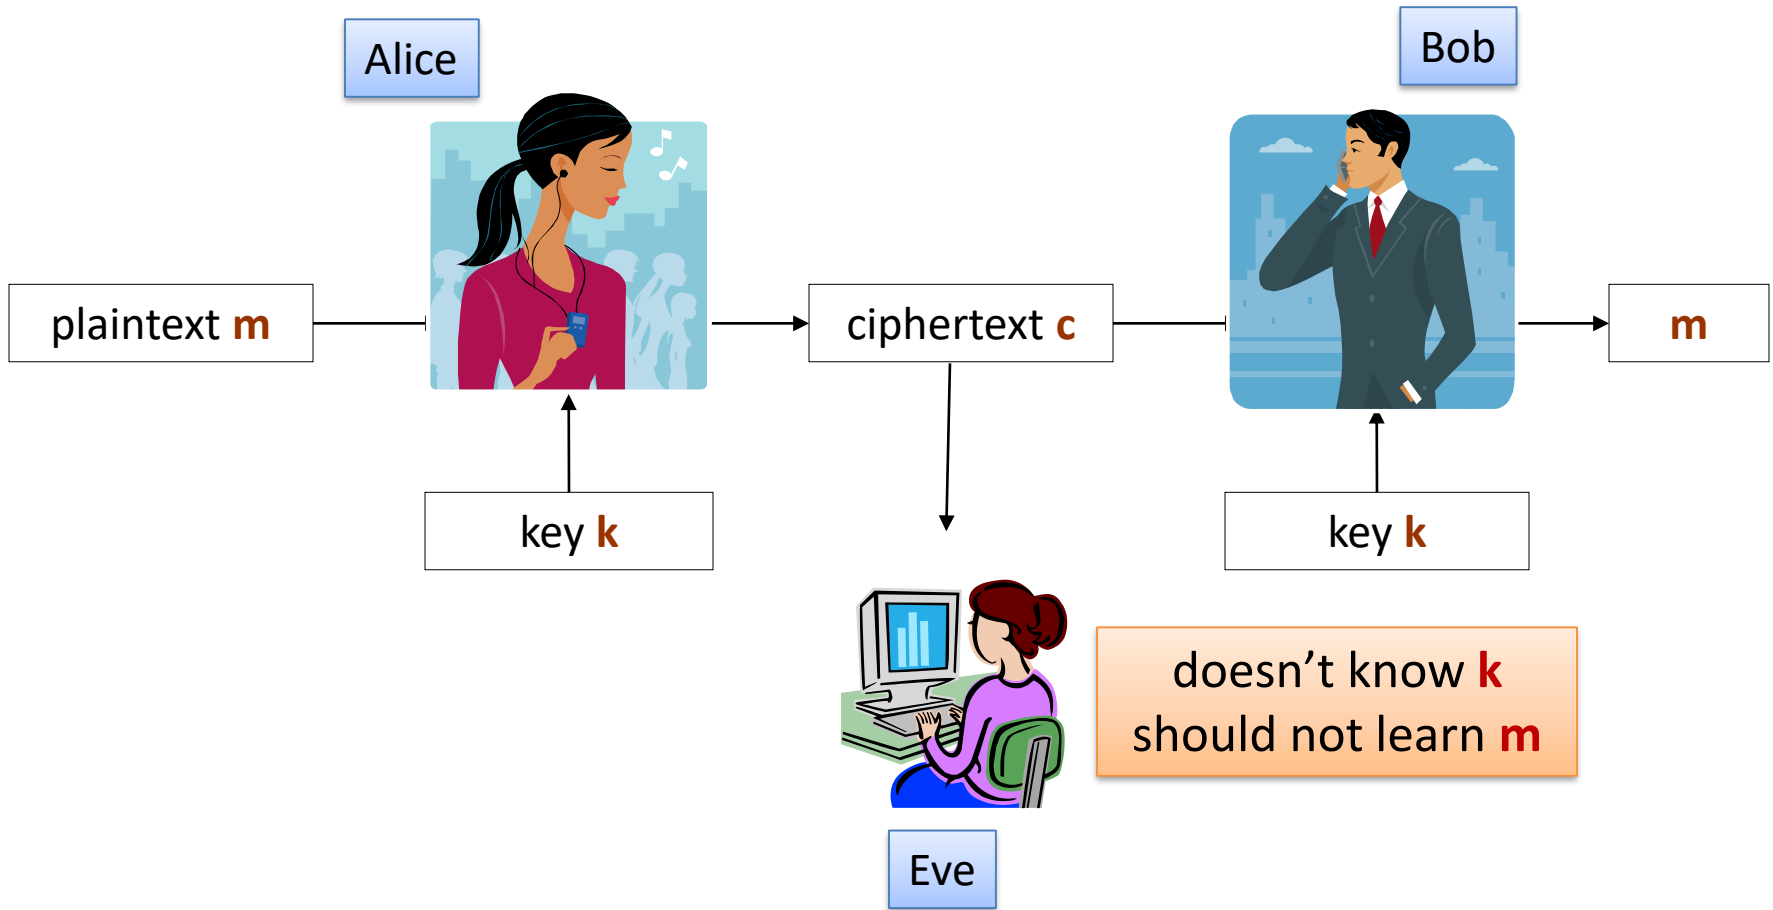 Alice
Bob
plaintext m
ciphertext c
m
key k
key k
doesn’t know k
should not learn m
Eve